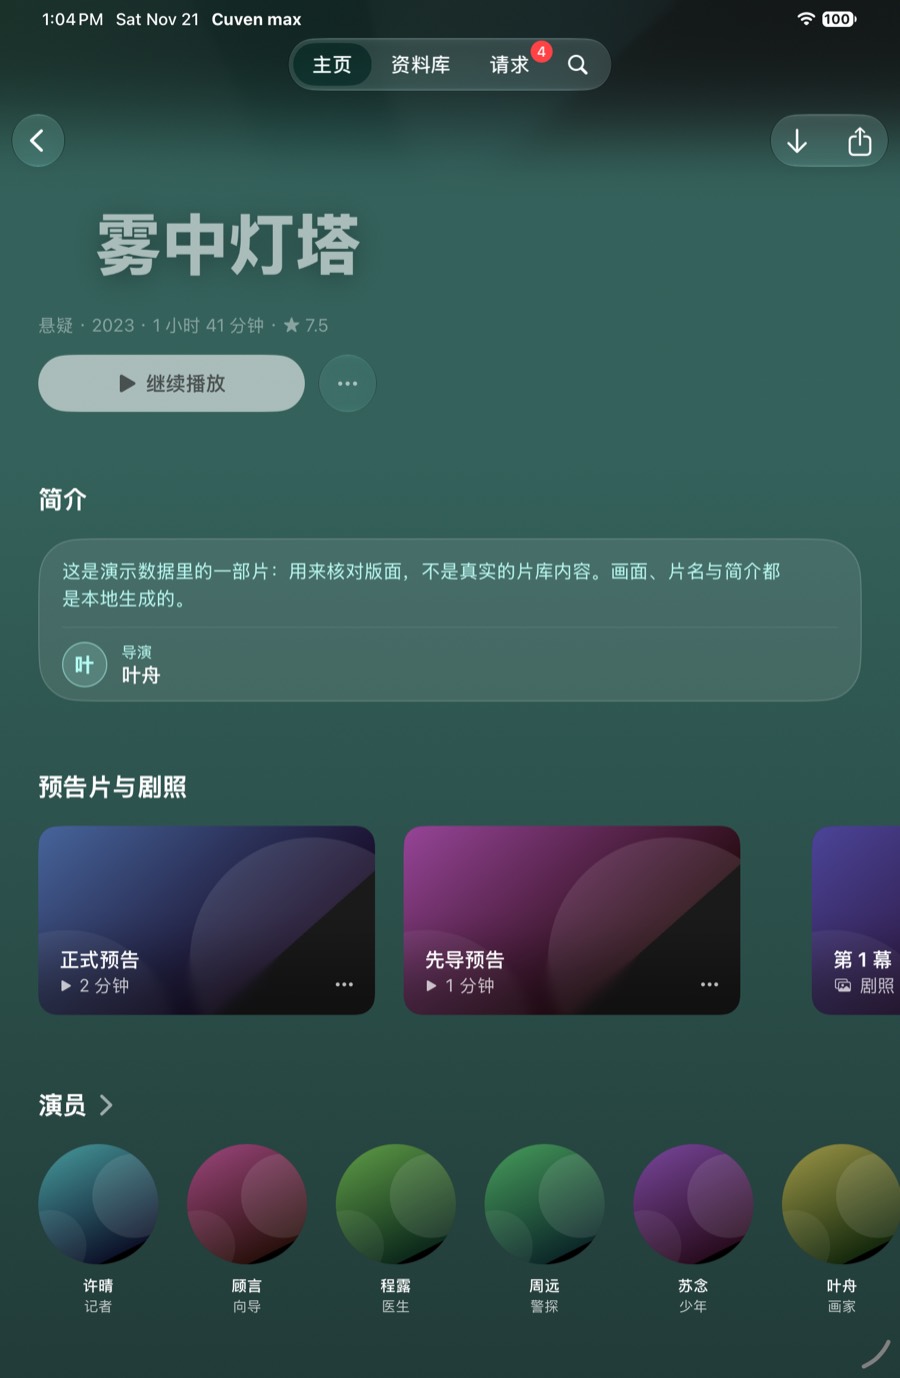 1:04 PM Sat Nov 21 Cuven max 100
主页 资料库 请求 4
雾中灯塔
悬疑 · 2023 · 1 小时 41 分钟 · ★ 7.5
▶ 继续播放 ···
简介
这是演示数据里的一部片：用来核对版面，不是真实的片库内容。画面、片名与简介都
是本地生成的。
叶
导演
叶舟
预告片与剧照
正式预告
▶ 2 分钟 ···
先导预告
▶ 1 分钟 ···
第 1 幕
剧照
演员
许晴
记者
顾言
向导
程露
医生
周远
警探
苏念
少年
叶舟
画家